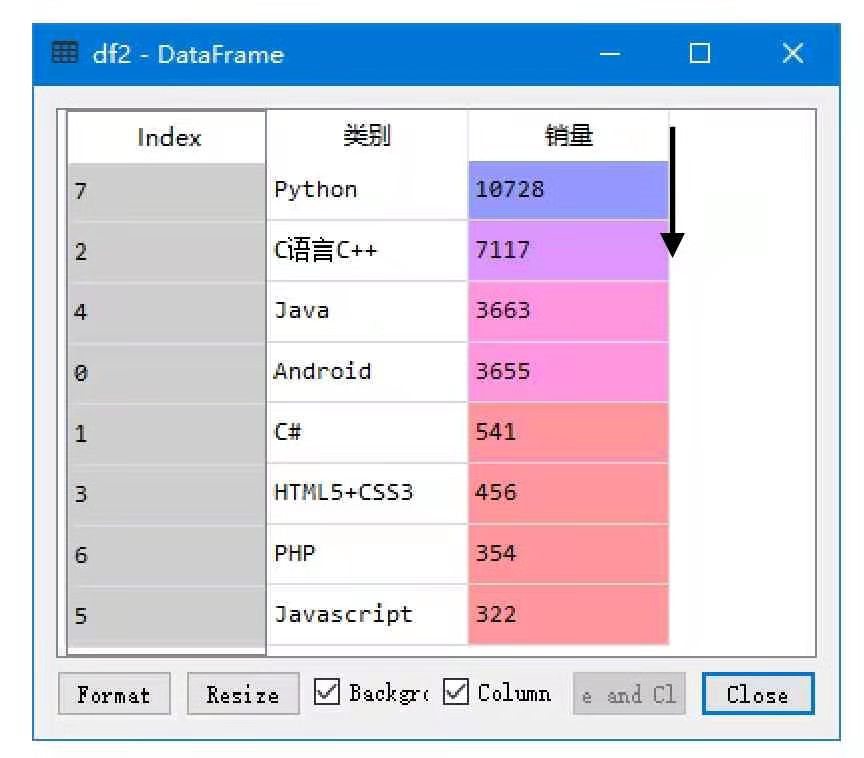 df2 - DataFrame
Index 类别 销量
7 Python 10728
2 C语言C++ 7117
4 Java 3663
0 Android 3655
1 C# 541
3 HTML5+CSS3 456
6 PHP 354
5 Javascript 322
Format Resize Backgr Column e and Cl Close